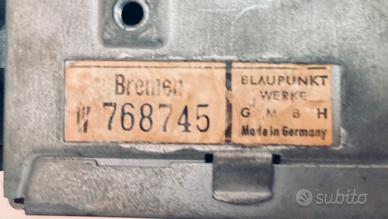 Bremen
W 768745
BLAUPUNKT
WERKE
G M B H
Made in Germany
subito